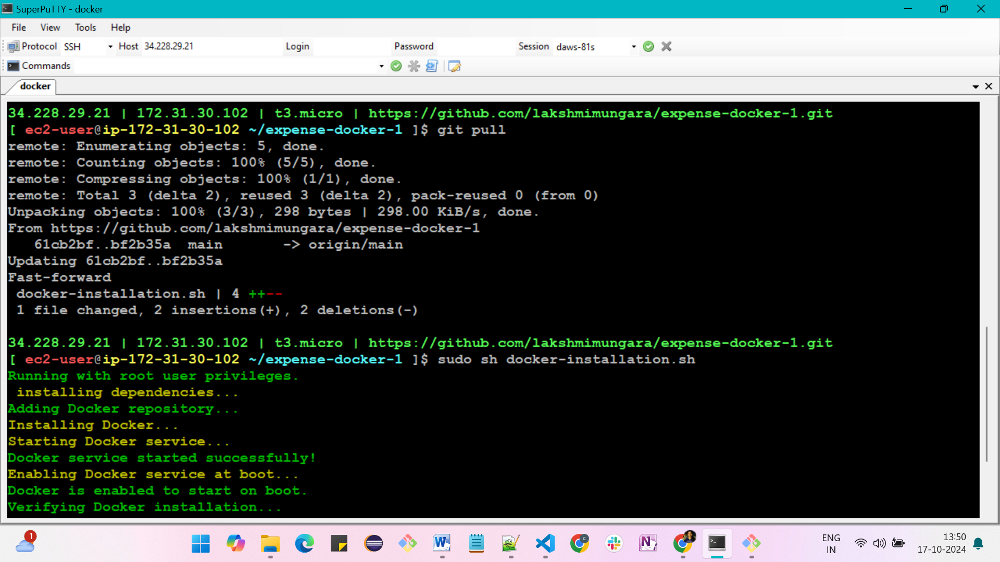 SuperPuTTY - docker
File View Tools Help
Protocol SSH Host 34.228.29.21 Login Password Session daws-81s
Commands
docker
34.228.29.21 | 172.31.30.102 | t3.micro | https://github.com/lakshmimungara/expense-docker-1.git
[ ec2-user@ip-172-31-30-102 ~/expense-docker-1 ]$ git pull
remote: Enumerating objects: 5, done.
remote: Counting objects: 100% (5/5), done.
remote: Compressing objects: 100% (1/1), done.
remote: Total 3 (delta 2), reused 3 (delta 2), pack-reused 0 (from 0)
Unpacking objects: 100% (3/3), 298 bytes | 298.00 KiB/s, done.
From https://github.com/lakshmimungara/expense-docker-1
   61cb2bf..bf2b35a  main       -> origin/main
Updating 61cb2bf..bf2b35a
Fast-forward
 docker-installation.sh | 4 ++--
 1 file changed, 2 insertions(+), 2 deletions(-)
34.228.29.21 | 172.31.30.102 | t3.micro | https://github.com/lakshmimungara/expense-docker-1.git
[ ec2-user@ip-172-31-30-102 ~/expense-docker-1 ]$ sudo sh docker-installation.sh
Running with root user privileges.
 installing dependencies...
Adding Docker repository...
Installing Docker...
Starting Docker service...
Docker service started successfully!
Enabling Docker service at boot...
Docker is enabled to start on boot.
Verifying Docker installation...
1
ENG
IN
13:50
17-10-2024